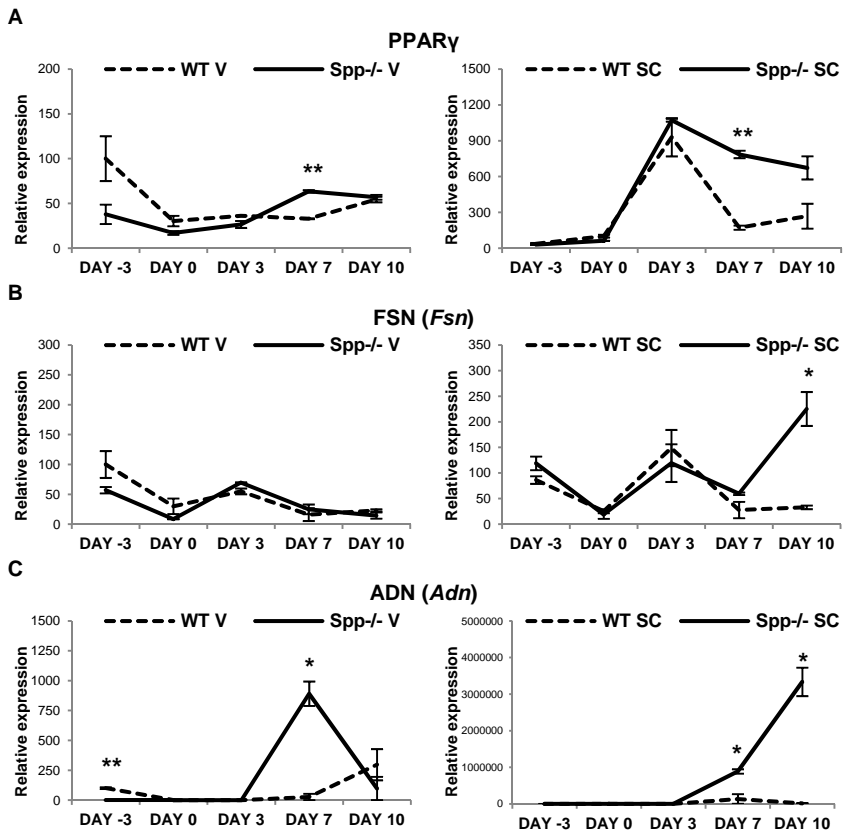 A
PPARγ
WT V
Spp-/- V
Relative expression
200
150
100
50
0
**
DAY -3 DAY 0 DAY 3 DAY 7 DAY 10
WT SC
Spp-/- SC
Relative expression
1500
1200
900
600
300
0
**
DAY -3 DAY 0 DAY 3 DAY 7 DAY 10
B
FSN (Fsn)
WT V
Spp-/- V
Relative expression
300
250
200
150
100
50
0
DAY -3 DAY 0 DAY 3 DAY 7 DAY 10
WT SC
Spp-/- SC
Relative expression
350
300
250
200
150
100
50
0
*
DAY -3 DAY 0 DAY 3 DAY 7 DAY 10
C
ADN (Adn)
WT V
Spp-/- V
Relative expression
1500
1250
1000
750
500
250
0
**
*
DAY -3 DAY 0 DAY 3 DAY 7 DAY 10
WT SC
Spp-/- SC
Relative expression
5000000
4000000
3000000
2000000
1000000
0
*
*
DAY -3 DAY 0 DAY 3 DAY 7 DAY 10